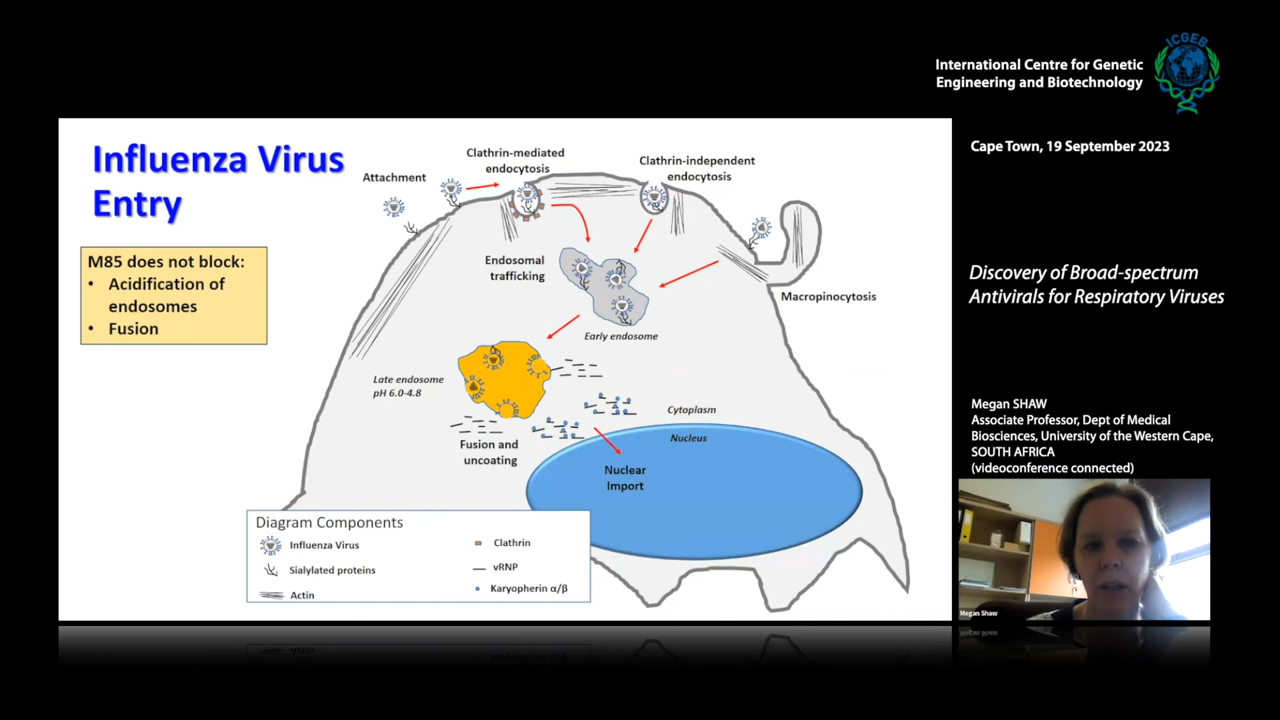 ICGEB
International Centre for Genetic
Engineering and Biotechnology
Cape Town, 19 September 2023
Discovery of Broad-spectrum
Antivirals for Respiratory Viruses
Megan SHAW
Associate Professor, Dept of Medical
Biosciences, University of the Western Cape,
SOUTH AFRICA
(videoconference connected)
Megan Shaw
Influenza Virus
Entry
M85 does not block:
• Acidification of
endosomes
• Fusion
Attachment
Clathrin-mediated
endocytosis
Clathrin-independent
endocytosis
Endosomal
trafficking
Macropinocytosis
Early endosome
Late endosome
pH 6.0-4.8
Cytoplasm
Nucleus
Fusion and
uncoating
Nuclear
Import
Diagram Components
Influenza Virus
Sialylated proteins
Actin
Clathrin
vRNP
Karyopherin α/β